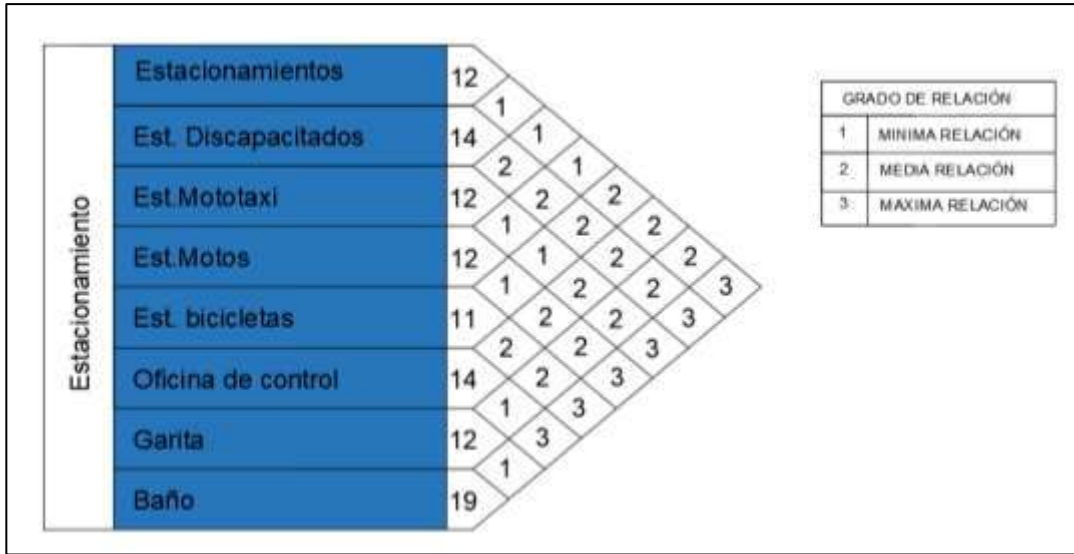 Estacionamiento
Estacionamientos 12
1
Est. Discapacitados 14 1
2 1
Est.Mototaxi 12 2 2
1 2 2
Est.Motos 12 1 2 2
1 2 2 3
Est. bicicletas 11 2 2 3
2 2 3
Oficina de control 14 2 3
1 3
Garita 12 3
1
Baño 19
GRADO DE RELACIÓN
1 MINIMA RELACIÓN
2 MEDIA RELACIÓN
3 MAXIMA RELACIÓN